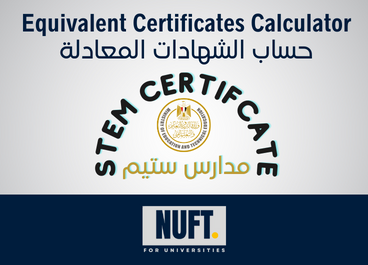 Equivalent Certificates Calculator
حساب الشهادات المعادلة
STEM CERTIFCATE
مدارس ستيم
NUFT.
FOR UNIVERSITIES